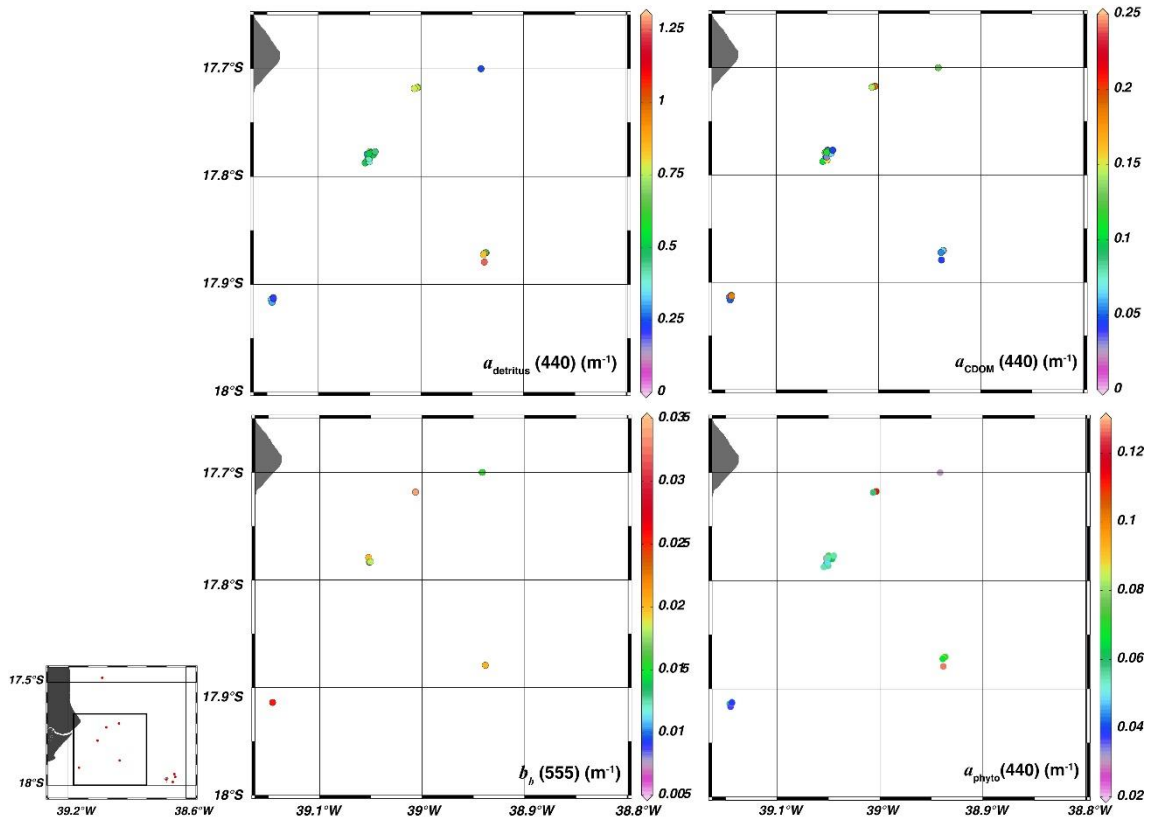 17.7°S
17.8°S
17.9°S
18°S
1.25
1
0.75
0.5
0.25
0
a detritus (440) (m-1)
0.25
0.2
0.15
0.1
0.05
0
a CDOM (440) (m-1)
17.7°S
17.8°S
17.9°S
18°S
39.1°W
39°W
38.9°W
38.8°W
0.035
0.03
0.025
0.02
0.015
0.01
0.005
b b (555) (m-1)
39.1°W
39°W
38.9°W
38.8°W
0.12
0.1
0.08
0.06
0.04
0.02
a phyto (440) (m-1)
17.5°S
18°S
39.2°W
38.6°W